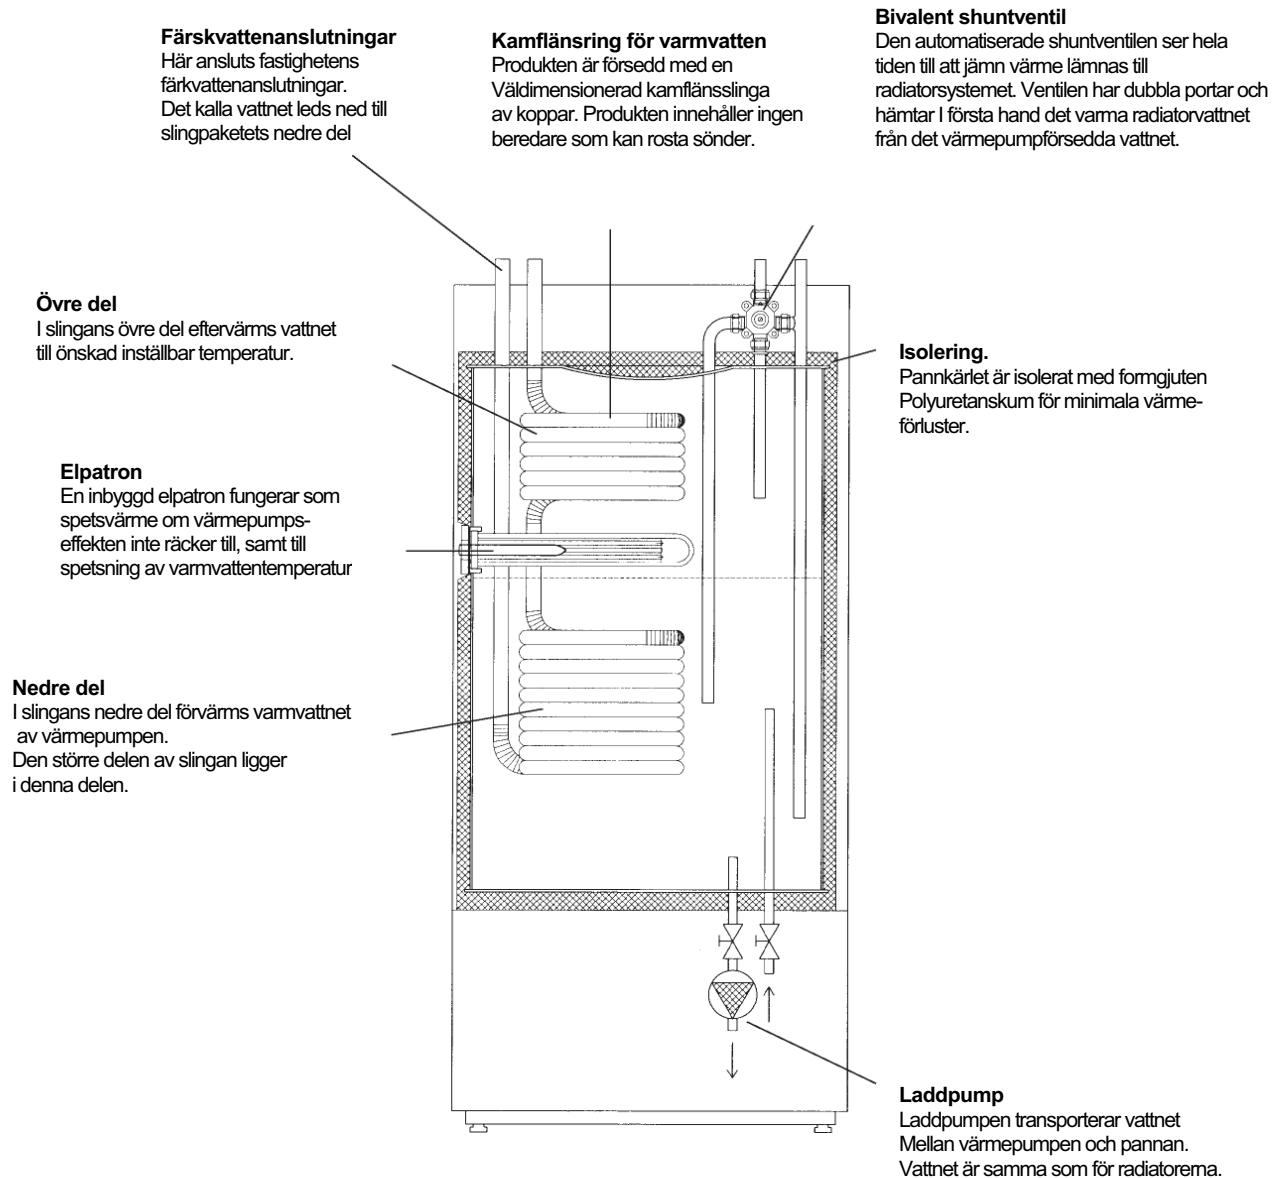 Färskvattenanslutningar
Här ansluts fastighetens
färkvattenanslutningar.
Det kalla vattnet leds ned till
slingpaketets nedre del
Kamflänsring för varmvatten
Produkten är försedd med en
Väldimensionerad kamflänsslinga
av koppar. Produkten innehåller ingen
beredare som kan rosta sönder.
Bivalent shuntventil
Den automatiserade shuntventilen ser hela
tiden till att jämn värme lämnas till
radiatorsystemet. Ventilen har dubbla portar och
hämtar I första hand det varma radiatorvattnet
från det värmepumpförsedda vattnet.
Övre del
I slingans övre del eftervärms vattnet
till önskad inställbar temperatur.
Isolering.
Pannkärlet är isolerat med formgjuten
Polyuretanskum för minimala värme-
förluster.
Elpatron
En inbyggd elpatron fungerar som
spetsvärme om värmepumps-
effekten inte räcker till, samt till
spetsning av varmvattentemperatur
Nedre del
I slingans nedre del förvärms varmvattnet
av värmepumpen.
Den större delen av slingan ligger
i denna delen.
Laddpump
Laddpumpen transporterar vattnet
Mellan värmepumpen och pannan.
Vattnet är samma som för radiatorerna.